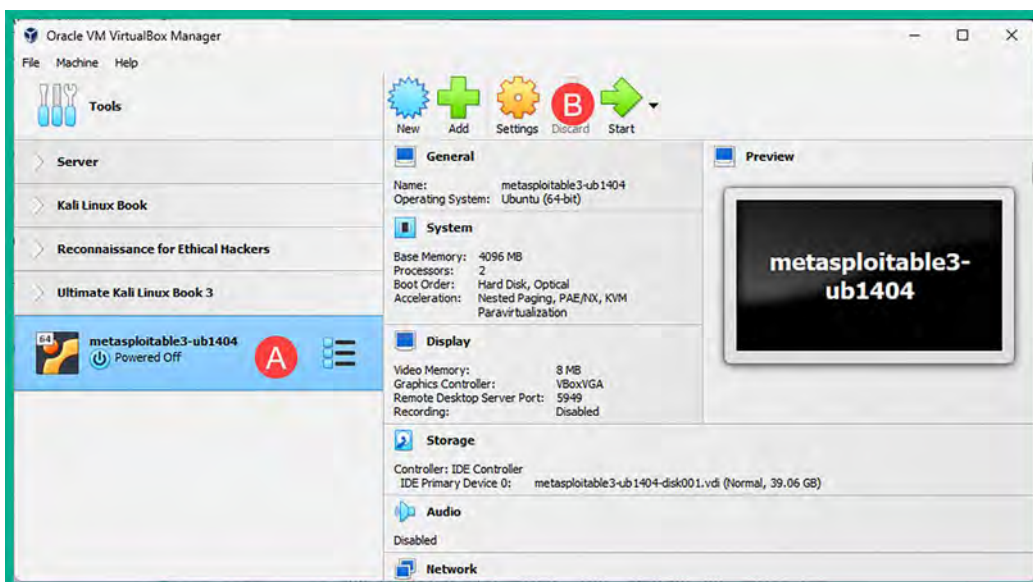 Oracle VM VirtualBox Manager
File Machine Help
Tools
New Add Settings Discard Start
B
Server
Kali Linux Book
Reconnaissance for Ethical Hackers
Ultimate Kali Linux Book 3
64
metasploitable3-ub1404
Powered Off
A
General
Name: metasploitable3-ub1404
Operating System: Ubuntu (64-bit)
System
Base Memory: 4096 MB
Processors: 2
Boot Order: Hard Disk, Optical
Acceleration: Nested Paging, PAE/NX, KVM
Paravirtualization
Display
Video Memory: 8 MB
Graphics Controller: VBoxVGA
Remote Desktop Server Port: 5949
Recording: Disabled
Preview
metasploitable3-
ub1404
Storage
Controller: IDE Controller
IDE Primary Device 0: metasploitable3-ub1404-disk001.vdi (Normal, 39.06 GB)
Audio
Disabled
Network